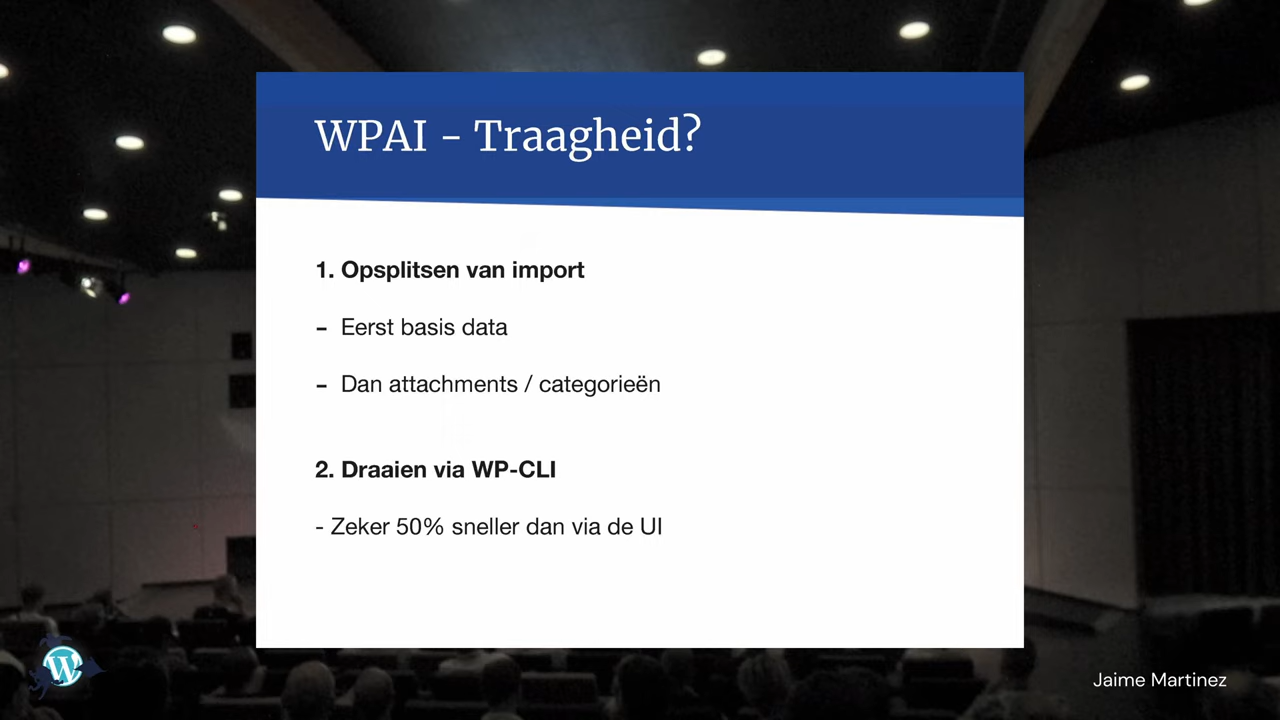 WPAI - Traagheid?
1. Opsplitsen van import
- Eerst basis data
- Dan attachments / categorieën
2. Draaien via WP-CLI
- Zeker 50% sneller dan via de UI
Jaime Martinez